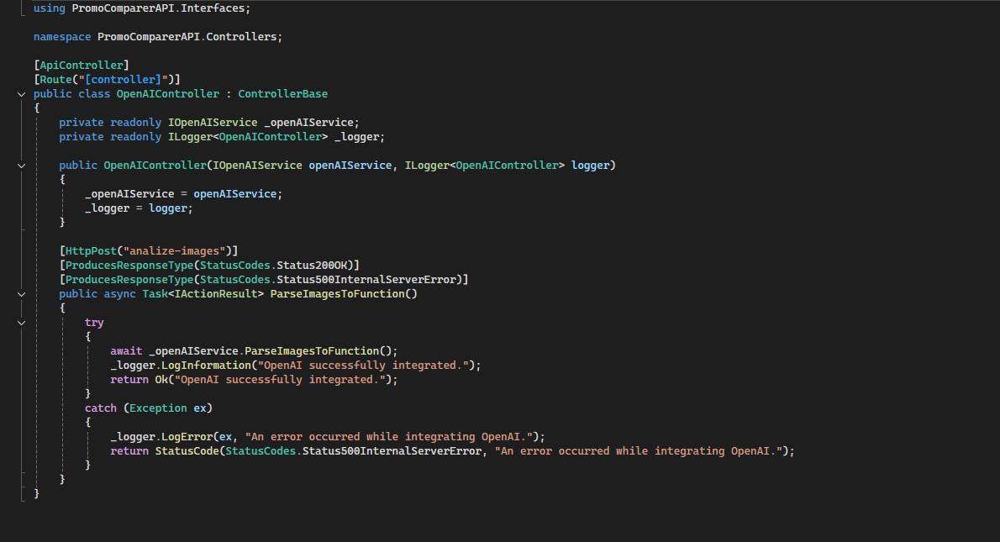 using PromoComparerAPI.Interfaces;
namespace PromoComparerAPI.Controllers;
[ApiController]
[Route("[controller]")]
public class OpenAIController : ControllerBase
{
private readonly IOpenAIService _openAIService;
private readonly ILogger<OpenAIController> _logger;
public OpenAIController(IOpenAIService openAIService, ILogger<OpenAIController> logger)
{
_openAIService = openAIService;
_logger = logger;
}
[HttpPost("analize-images")]
[ProducesResponseType(StatusCodes.Status200OK)]
[ProducesResponseType(StatusCodes.Status500InternalServerError)]
public async Task<IActionResult> ParseImagesToFunction()
{
try
{
await _openAIService.ParseImagesToFunction();
_logger.LogInformation("OpenAI successfully integrated.");
return Ok("OpenAI successfully integrated.");
}
catch (Exception ex)
{
_logger.LogError(ex, "An error occurred while integrating OpenAI.");
return StatusCode(StatusCodes.Status500InternalServerError, "An error occurred while integrating OpenAI.");
}
}
}